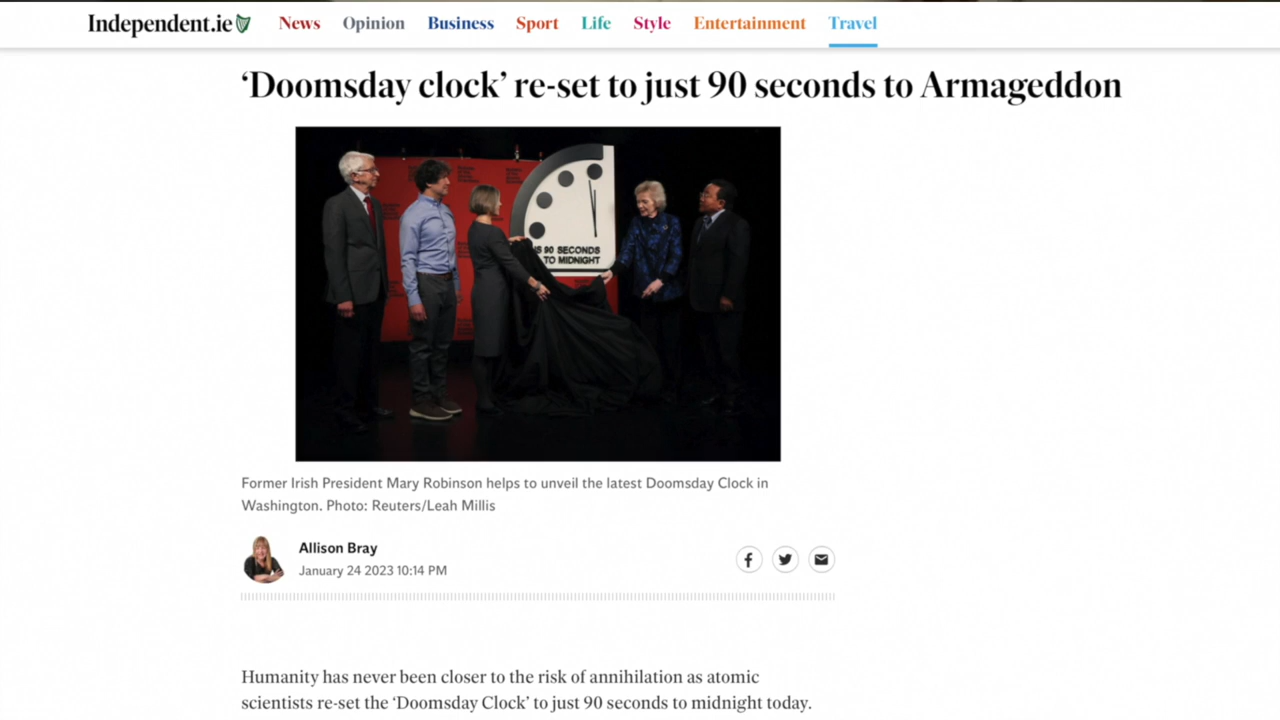 Independent.ie
News
Opinion
Business
Sport
Life
Style
Entertainment
Travel
‘Doomsday clock’ re-set to just 90 seconds to Armageddon
IS 90 SECONDS
TO MIDNIGHT
Former Irish President Mary Robinson helps to unveil the latest Doomsday Clock in
Washington. Photo: Reuters/Leah Millis
Allison Bray
January 24 2023 10:14 PM
Humanity has never been closer to the risk of annihilation as atomic
scientists re-set the ‘Doomsday Clock’ to just 90 seconds to midnight today.